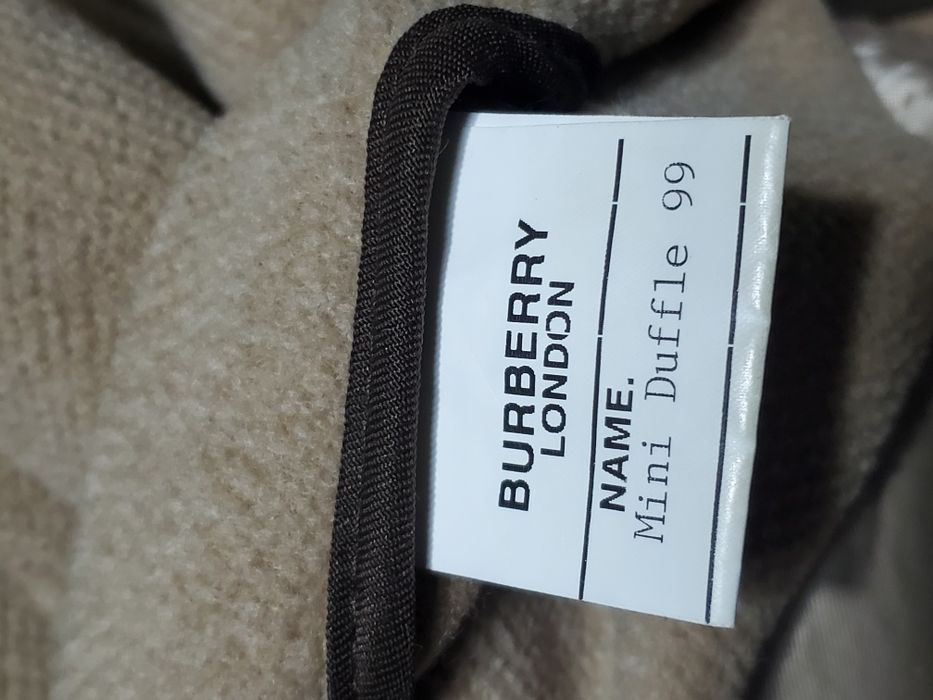 BURBERRY
LONDON
NAME.
Mini Duffle 99